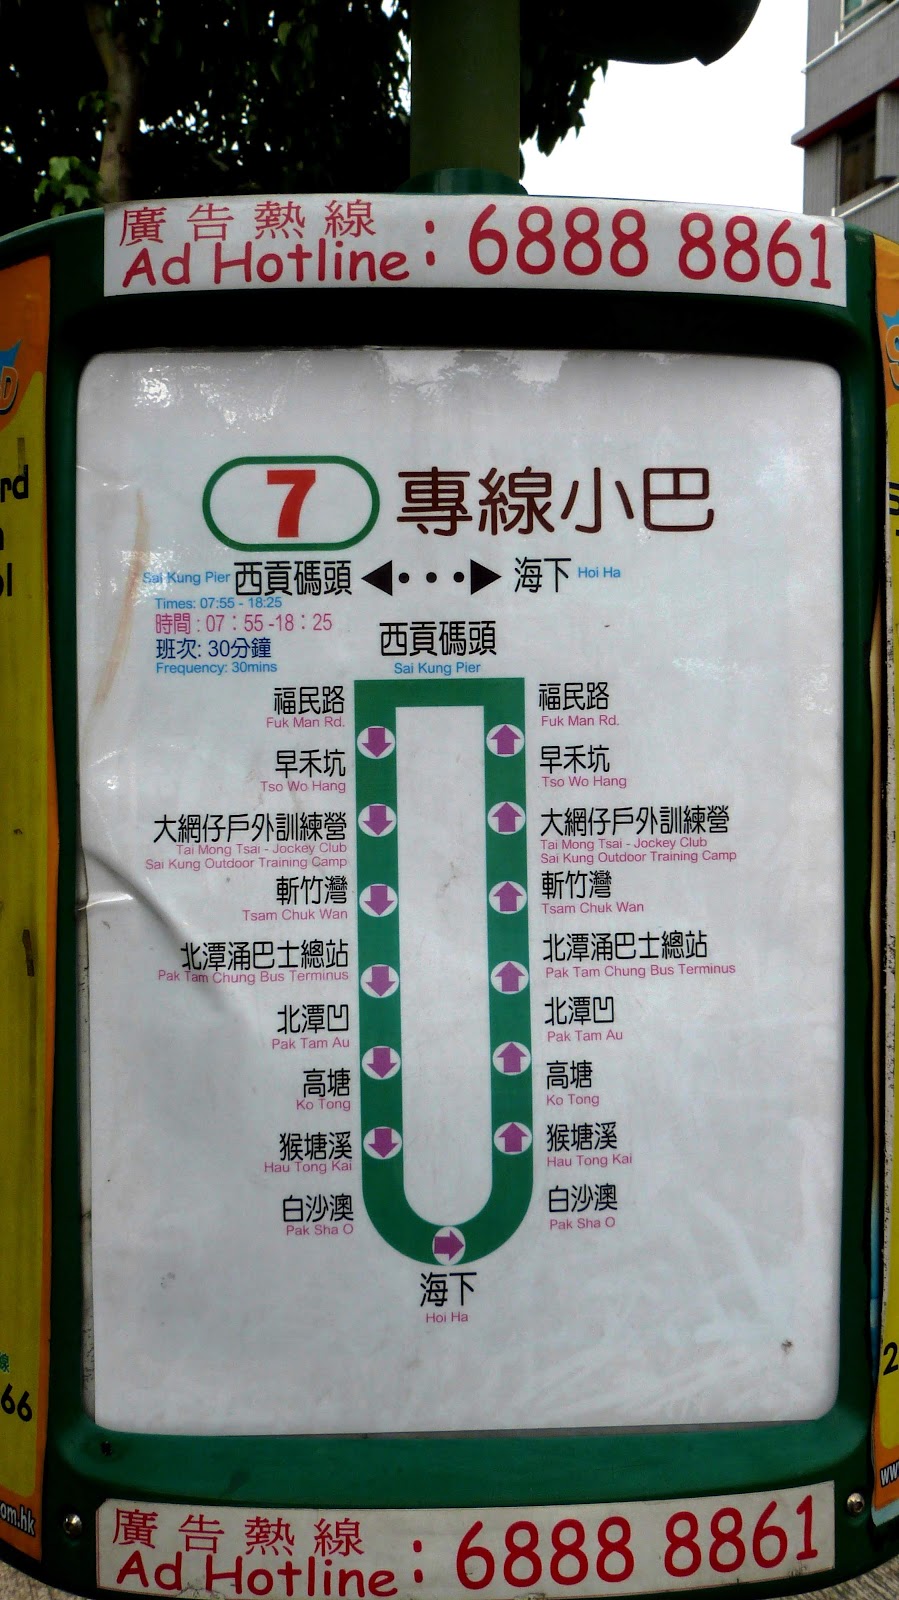 廣告熱線
Ad Hotline : 6888 8861
7 專線小巴
Sai Kung Pier 西貢碼頭 海下 Hoi Ha
Times: 07:55 - 18:25
時間 : 07 : 55 -18 : 25
班次: 30分鐘
Frequency: 30mins
西貢碼頭
Sai Kung Pier
福民路
Fuk Man Rd.
早禾坑
Tso Wo Hang
大網仔戶外訓練營
Tai Mong Tsai - Jockey Club
Sai Kung Outdoor Training Camp
斬竹灣
Tsam Chuk Wan
北潭涌巴士總站
Pak Tam Chung Bus Terminus
北潭凹
Pak Tam Au
高塘
Ko Tong
猴塘溪
Hau Tong Kai
白沙澳
Pak Sha O
福民路
Fuk Man Rd.
早禾坑
Tso Wo Hang
大網仔戶外訓練營
Tai Mong Tsai - Jockey Club
Sai Kung Outdoor Training Camp
斬竹灣
Tsam Chuk Wan
北潭涌巴士總站
Pak Tam Chung Bus Terminus
北潭凹
Pak Tam Au
高塘
Ko Tong
猴塘溪
Hau Tong Kai
白沙澳
Pak Sha O
海下
Hoi Ha
廣告熱線
Ad Hotline : 6888 8861
rd
66
om.hk